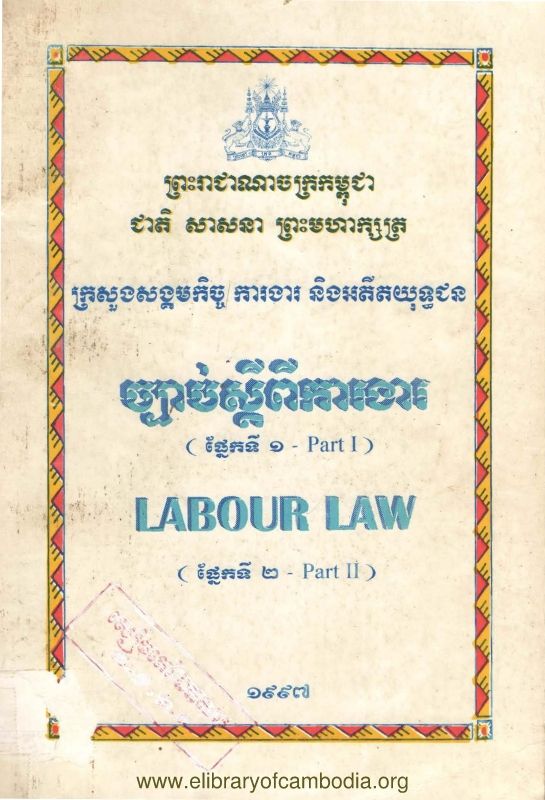 ព្រះរាជាណាចក្រកម្ពុជា
ជាតិ សាសនា ព្រះមហាក្សត្រ
ក្រសួងសង្គមកិច្ច ការងារ និងអតីតយុទ្ធជន
ច្បាប់ស្តីពីការងារ
( ផ្នែកទី ១ - Part I )
LABOUR LAW
( ផ្នែកទី ២ - Part II )
១៩៩៧
www.elibraryofcambodia.org